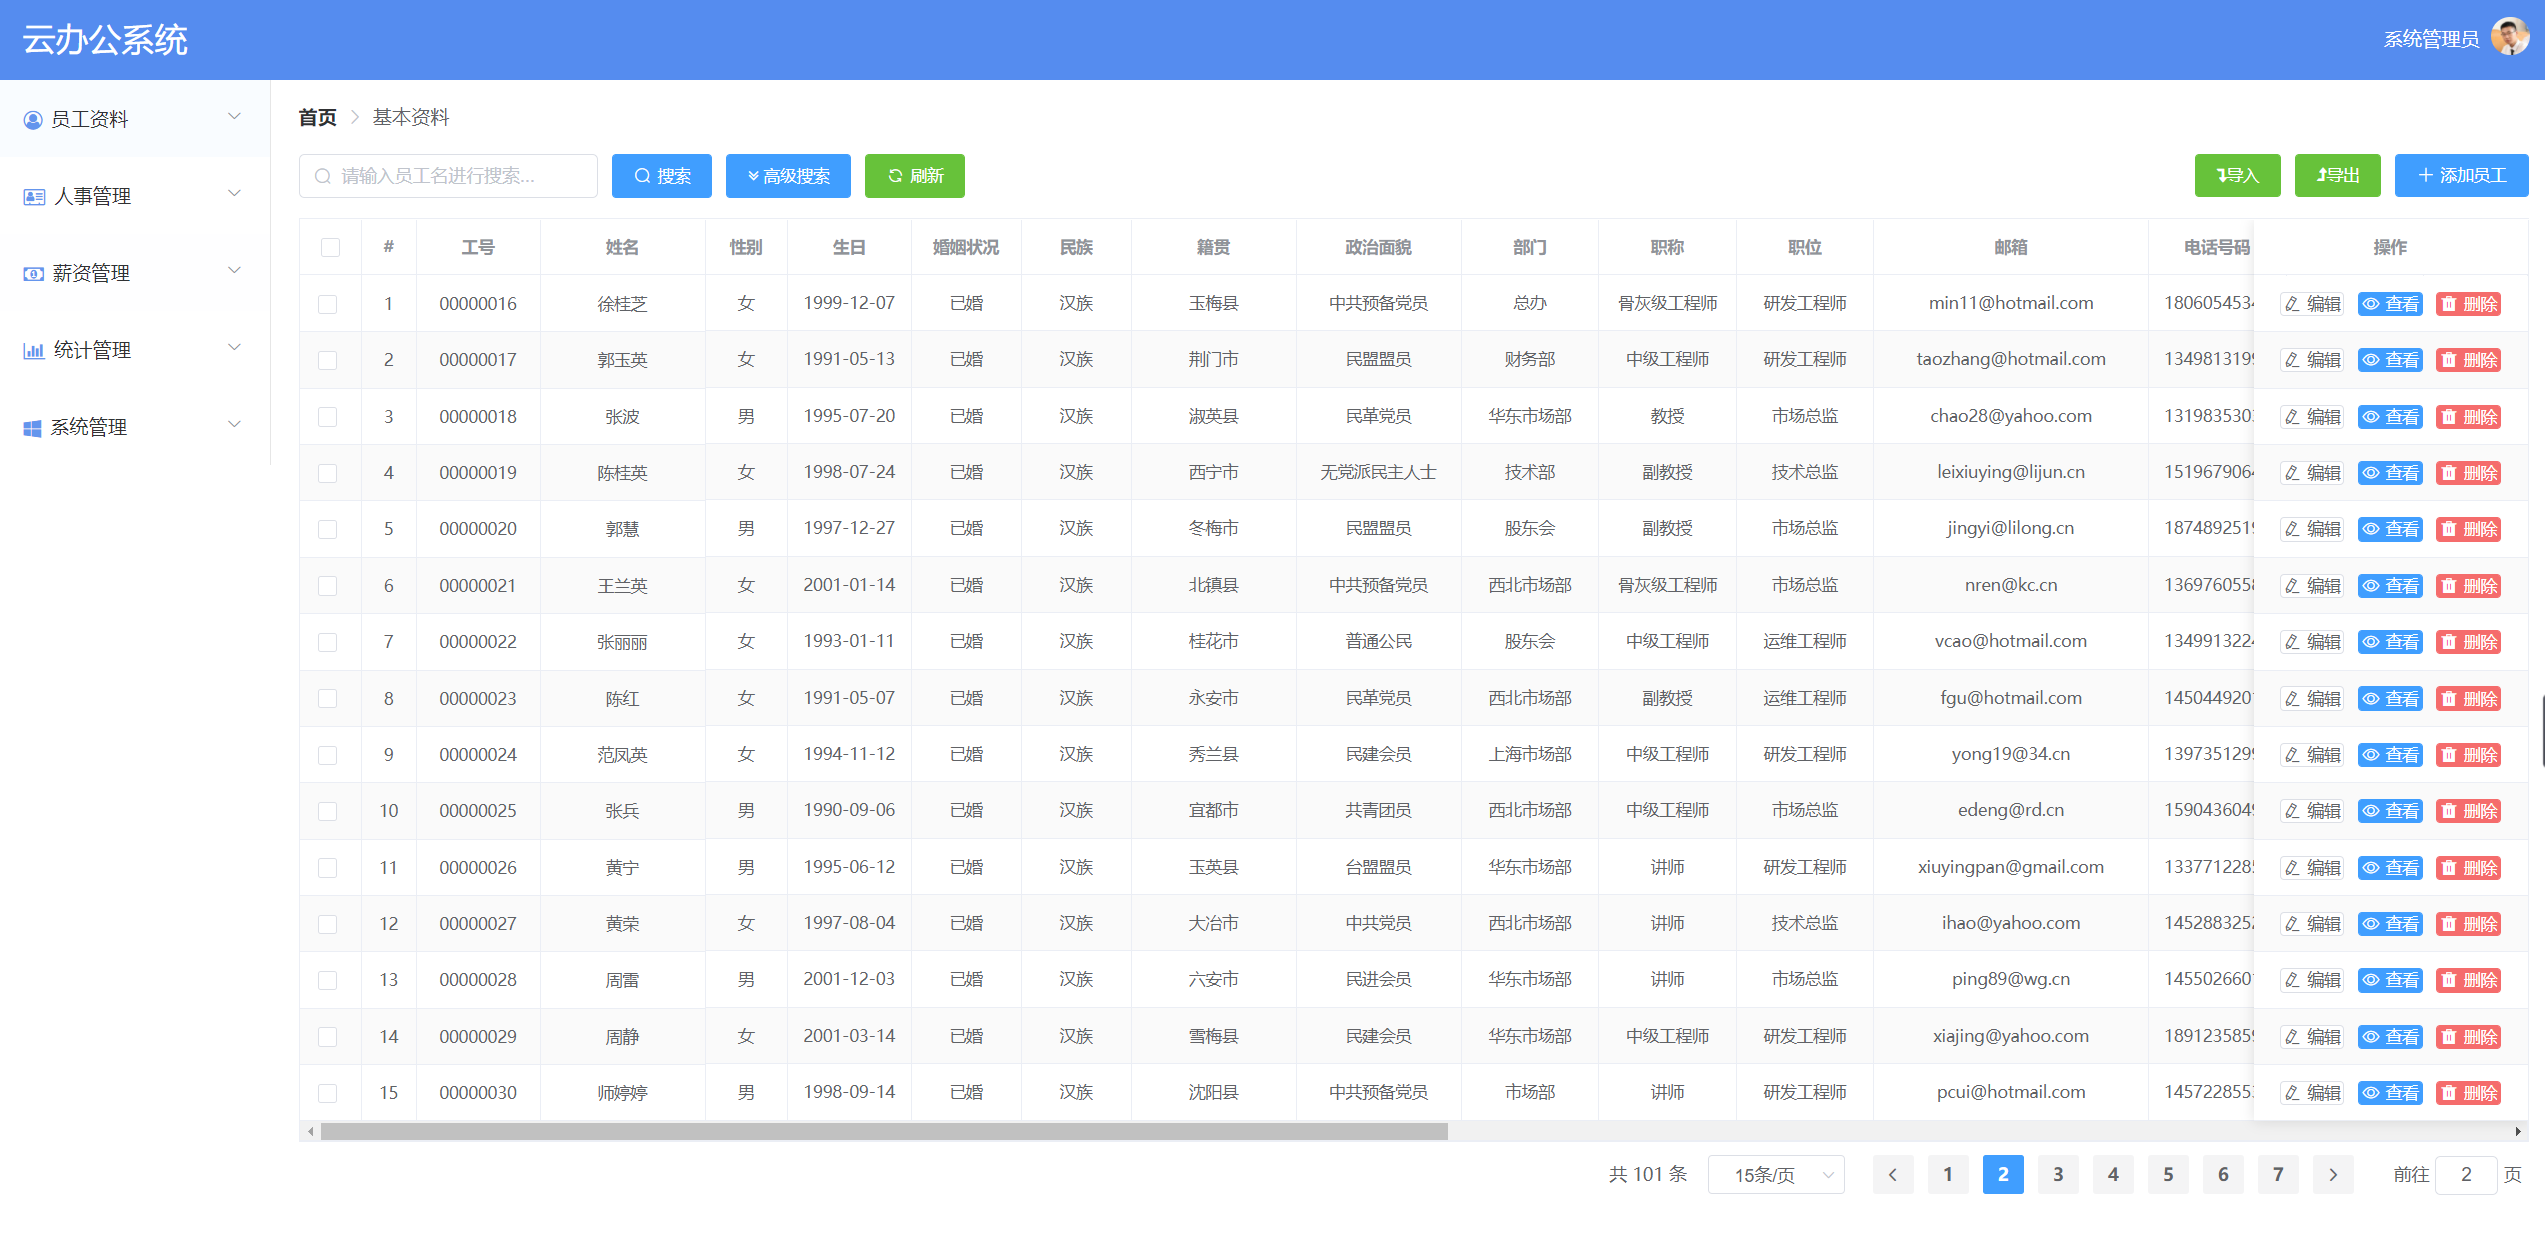 云办公系统
系统管理员
员工资料
人事管理
薪资管理
统计管理
系统管理
首页 > 基本资料
请输入员工名进行搜索... 搜索 高级搜索 刷新 导入 导出 添加员工
# 工号 姓名 性别 生日 婚姻状况 民族 籍贯 政治面貌 部门 职称 职位 邮箱 电话号码 操作
1 00000016 徐桂芝 女 1999-12-07 已婚 汉族 玉梅县 中共预备党员 总办 骨灰级工程师 研发工程师 min11@hotmail.com 1806054534 编辑 查看 删除
2 00000017 郭玉英 女 1991-05-13 已婚 汉族 荆门市 民盟盟员 财务部 中级工程师 研发工程师 taozhang@hotmail.com 1349813199 编辑 查看 删除
3 00000018 张波 男 1995-07-20 已婚 汉族 淑英县 民革党员 华东市场部 教授 市场总监 chao28@yahoo.com 131983530 编辑 查看 删除
4 00000019 陈桂英 女 1998-07-24 已婚 汉族 西宁市 无党派民主人士 技术部 副教授 技术总监 leixiuying@lijun.cn 1519679064 编辑 查看 删除
5 00000020 郭慧 男 1997-12-27 已婚 汉族 冬梅市 民盟盟员 股东会 副教授 市场总监 jingyi@lilong.cn 1874892519 编辑 查看 删除
6 00000021 王兰英 女 2001-01-14 已婚 汉族 北镇县 中共预备党员 西北市场部 骨灰级工程师 市场总监 nren@kc.cn 1369760558 编辑 查看 删除
7 00000022 张丽丽 女 1993-01-11 已婚 汉族 桂花市 普通公民 股东会 中级工程师 运维工程师 vcao@hotmail.com 1349913224 编辑 查看 删除
8 00000023 陈红 女 1991-05-07 已婚 汉族 永安市 民革党员 西北市场部 副教授 运维工程师 fgu@hotmail.com 145044920 编辑 查看 删除
9 00000024 范凤英 女 1994-11-12 已婚 汉族 秀兰县 民建会员 上海市场部 中级工程师 研发工程师 yong19@34.cn 1397351299 编辑 查看 删除
10 00000025 张兵 男 1990-09-06 已婚 汉族 宜都市 共青团员 西北市场部 中级工程师 市场总监 edeng@rd.cn 1590436049 编辑 查看 删除
11 00000026 黄宁 男 1995-06-12 已婚 汉族 玉英县 台盟盟员 华东市场部 讲师 研发工程师 xiuyingpan@gmail.com 1337712285 编辑 查看 删除
12 00000027 黄荣 女 1997-08-04 已婚 汉族 大冶市 中共党员 西北市场部 讲师 技术总监 ihao@yahoo.com 145288325 编辑 查看 删除
13 00000028 周雷 男 2001-12-03 已婚 汉族 六安市 民进会员 华东市场部 讲师 市场总监 ping89@wg.cn 145502660 编辑 查看 删除
14 00000029 周静 女 2001-03-14 已婚 汉族 雪梅县 民建会员 华东市场部 中级工程师 研发工程师 xiajing@yahoo.com 1891235859 编辑 查看 删除
15 00000030 师婷婷 男 1998-09-14 已婚 汉族 沈阳县 中共预备党员 市场部 讲师 研发工程师 pcui@hotmail.com 145722855 编辑 查看 删除
共 101 条 15条/页 1 2 3 4 5 6 7 前往 2 页